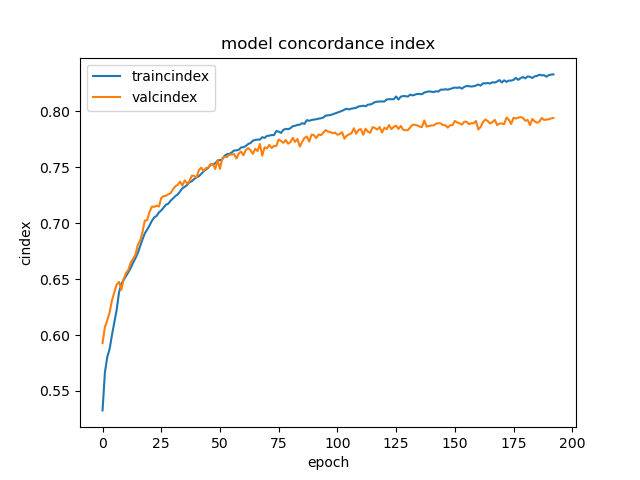 model concordance index
traincindex
valcindex
0.80
0.75
0.70
0.65
0.60
0.55
cindex
0 25 50 75 100 125 150 175 200
epoch